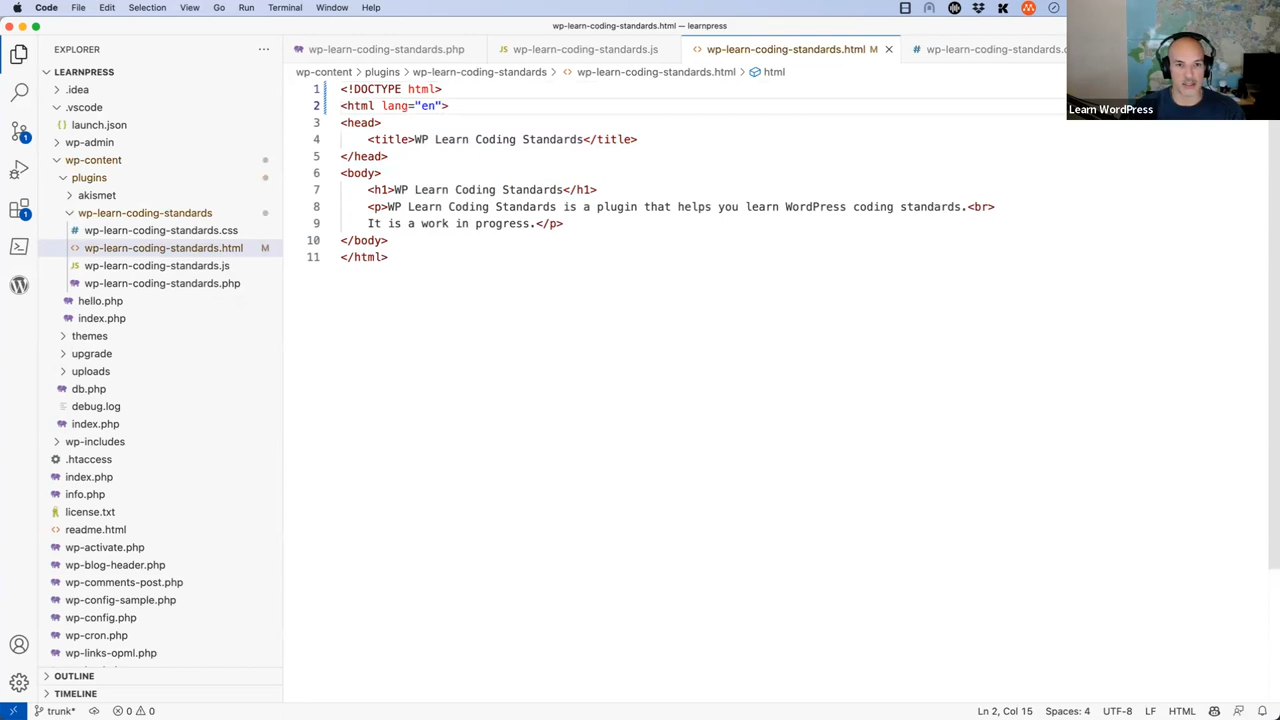 Code File Edit Selection View Go Run Terminal Window Help
wp-learn-coding-standards.html — learnpress
EXPLORER
wp-learn-coding-standards.php
wp-learn-coding-standards.js
wp-learn-coding-standards.html M
wp-learn-coding-standards.c
wp-content > plugins > wp-learn-coding-standards > wp-learn-coding-standards.html > html
LEARNPRESS
.idea
.vscode
launch.json
wp-admin
wp-content
plugins
akismet
wp-learn-coding-standards
wp-learn-coding-standards.css
wp-learn-coding-standards.html M
wp-learn-coding-standards.js
wp-learn-coding-standards.php
hello.php
index.php
themes
upgrade
uploads
db.php
debug.log
index.php
wp-includes
.htaccess
index.php
info.php
license.txt
readme.html
wp-activate.php
wp-blog-header.php
wp-comments-post.php
wp-config-sample.php
wp-config.php
wp-cron.php
wp-links-opml.php
OUTLINE
TIMELINE
1 <!DOCTYPE html>
2 <html lang="en">
3 <head>
4 <title>WP Learn Coding Standards</title>
5 </head>
6 <body>
7 <h1>WP Learn Coding Standards</h1>
8 <p>WP Learn Coding Standards is a plugin that helps you learn WordPress coding standards.<br>
9 It is a work in progress.</p>
10 </body>
11 </html>
Learn WordPress
1
1
trunk* 0 0 Ln 2, Col 15 Spaces: 4 UTF-8 LF HTML